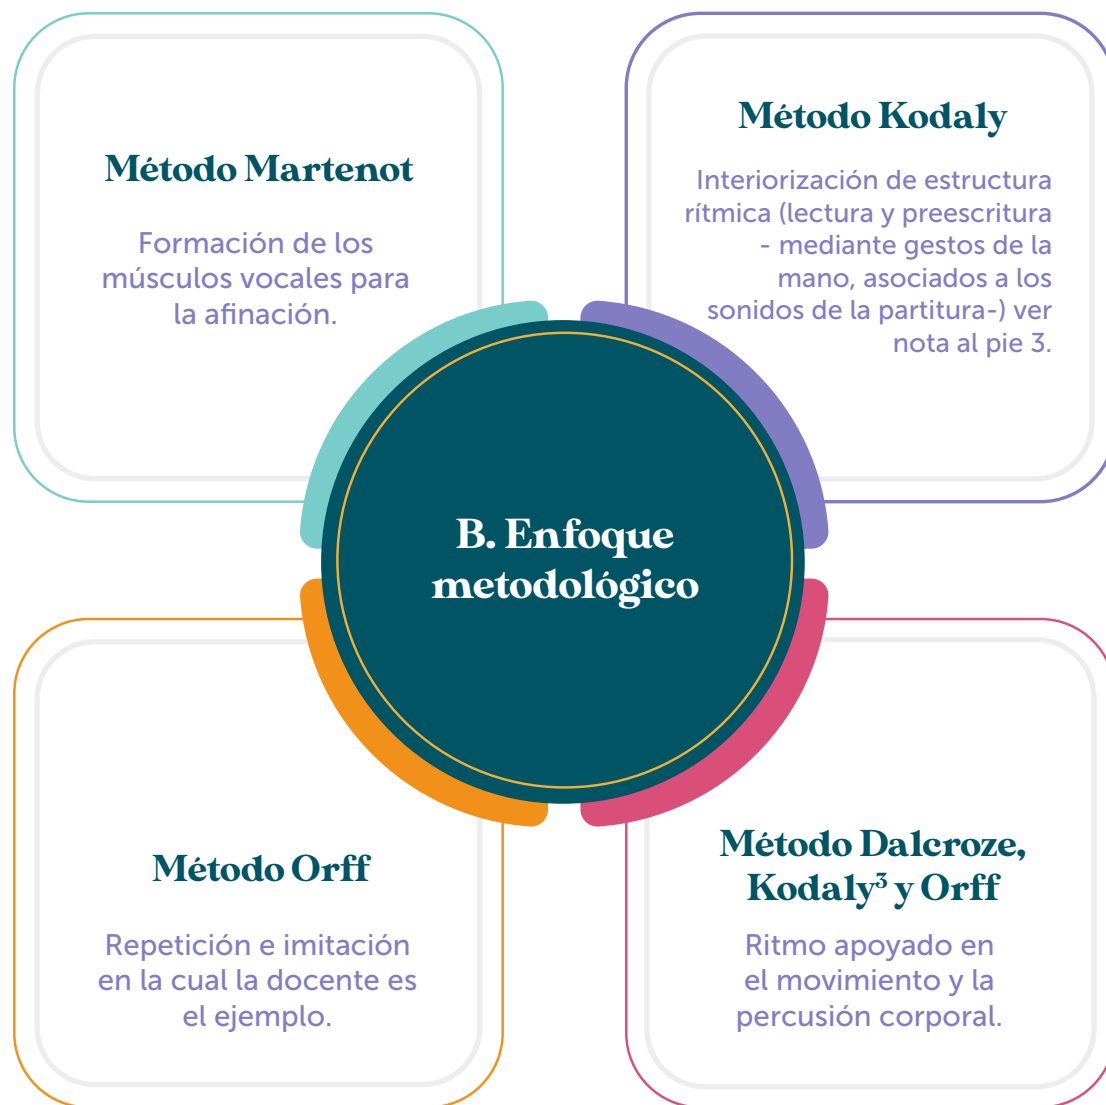 Método Martenot
Formación de los
músculos vocales para
la afinación.
Método Kodaly
Interiorización de estructura
rítmica (lectura y preescritura
- mediante gestos de la
mano, asociados a los
sonidos de la partitura-) ver
nota al pie 3.
B. Enfoque
metodológico
Método Orff
Repetición e imitación
en la cual la docente es
el ejemplo.
Método Dalcroze,
Kodaly³ y Orff
Ritmo apoyado en
el movimiento y la
percusión corporal.